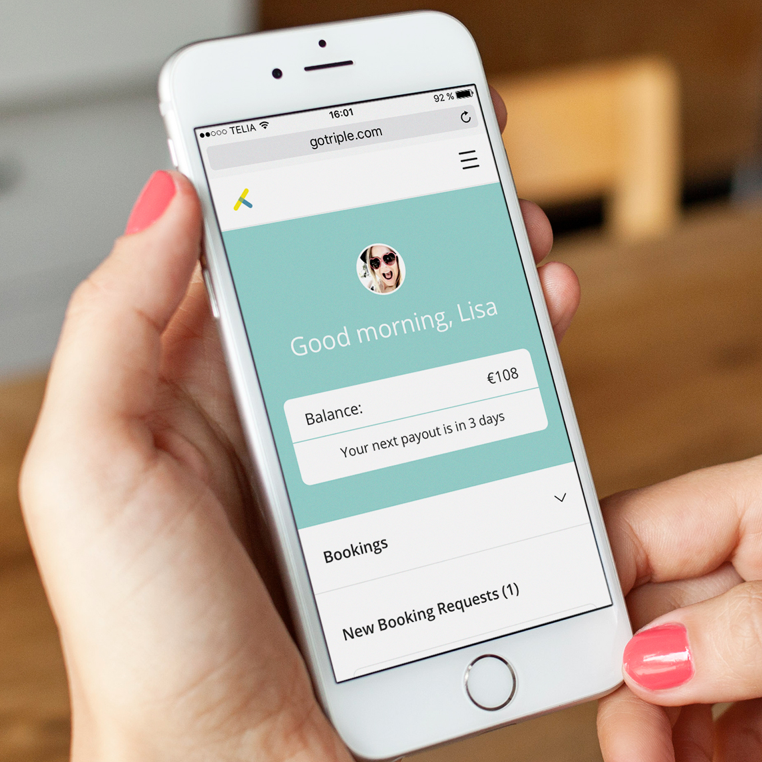 TELIA 16:01 92 %
gotriple.com
Good morning, Lisa
Balance: €108
Your next payout is in 3 days
Bookings
New Booking Requests (1)